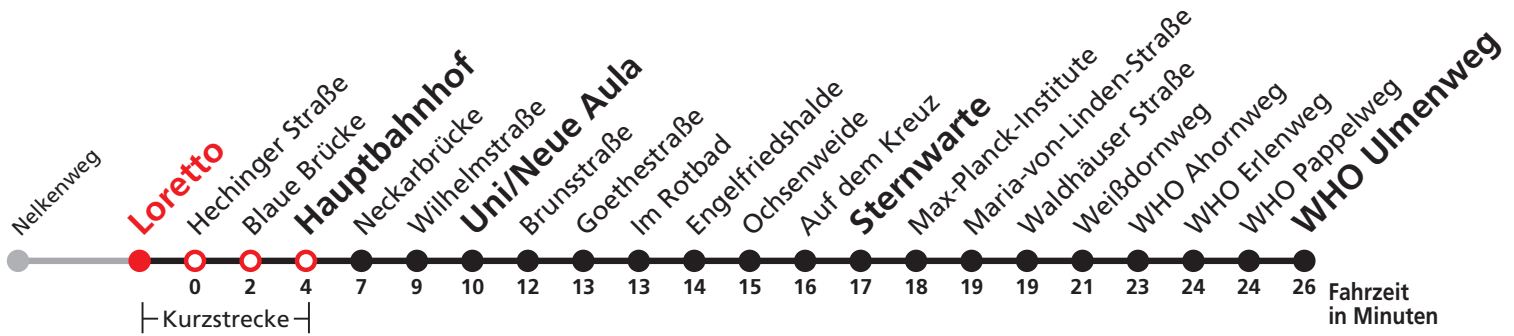 Nelkenweg
Loretto
Hechinger Straße
Blaue Brücke
Hauptbahnhof
Neckarbrücke
Wilhelmstraße
Uni/Neue Aula
Brunsstraße
Goethestraße
Im Rotbad
Engelfriedshalde
Ochsenweide
Auf dem Kreuz
Sternwarte
Max-Planck-Institute
Maria-von-Linden-Straße
Waldhäuser Straße
Weißdornweg
WHO Ahornweg
WHO Erlenweg
WHO Pappelweg
WHO Ulmenweg
0 2 4 7 9 10 12 13 13 14 15 16 17 18 19 19 21 23 24 24 26
Fahrzeit
in Minuten
Kurzstrecke